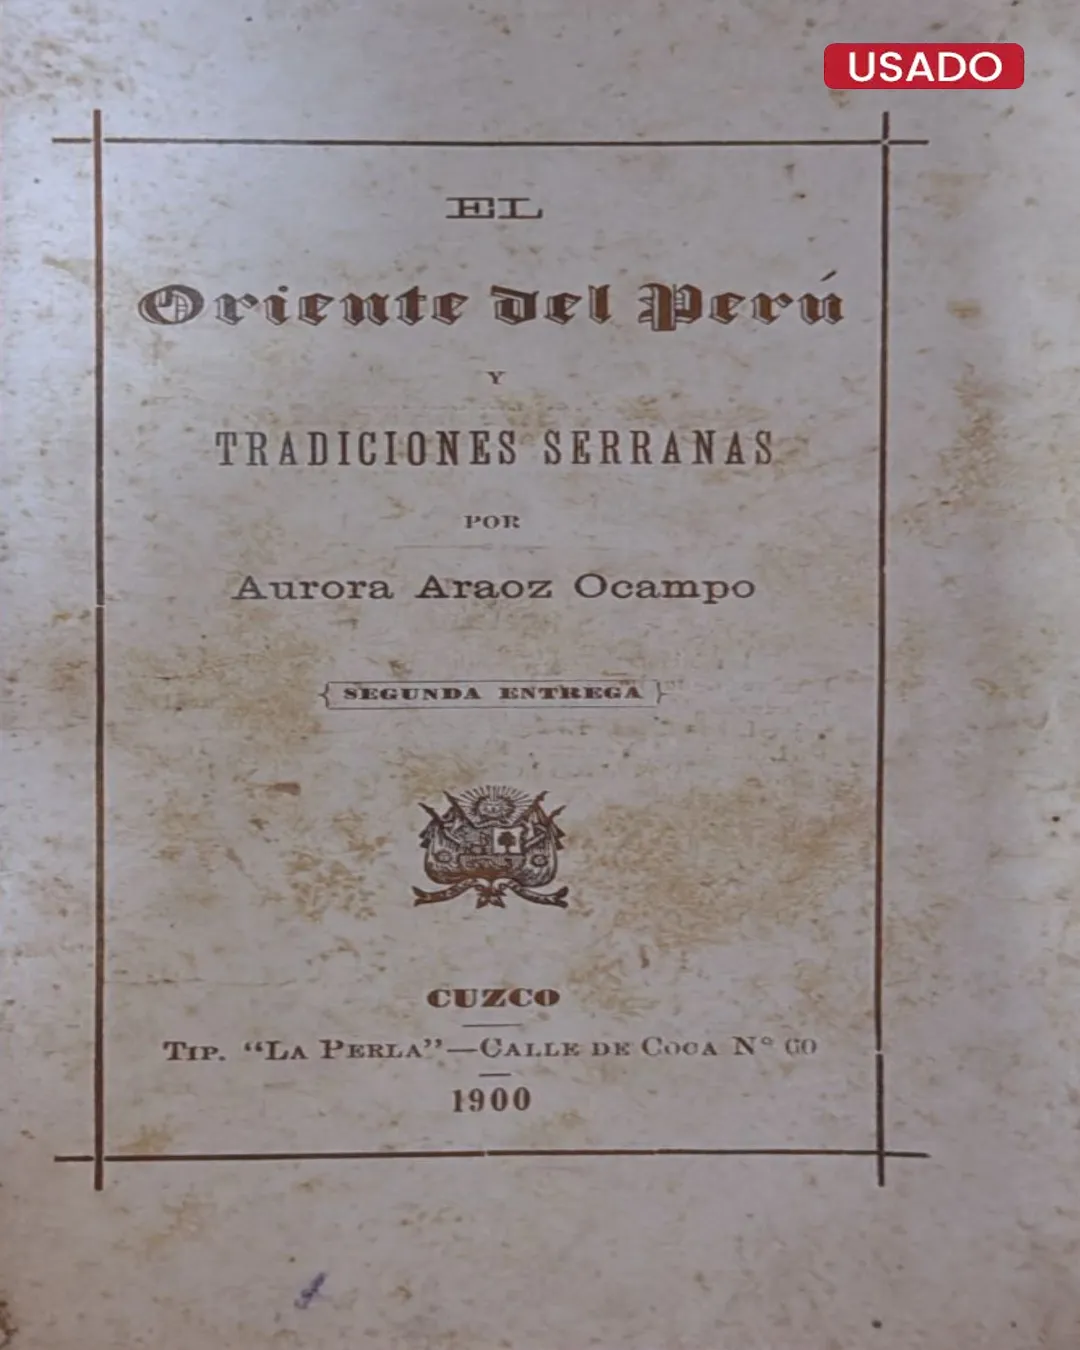 USADO
EL
Oriente del Perú
Y
TRADICIONES SERRANAS
POR
Aurora Araoz Ocampo
SEGUNDA ENTREGA
CUZCO
TIP. “LA PERLA”—CALLE DE COCA N° 60
1900